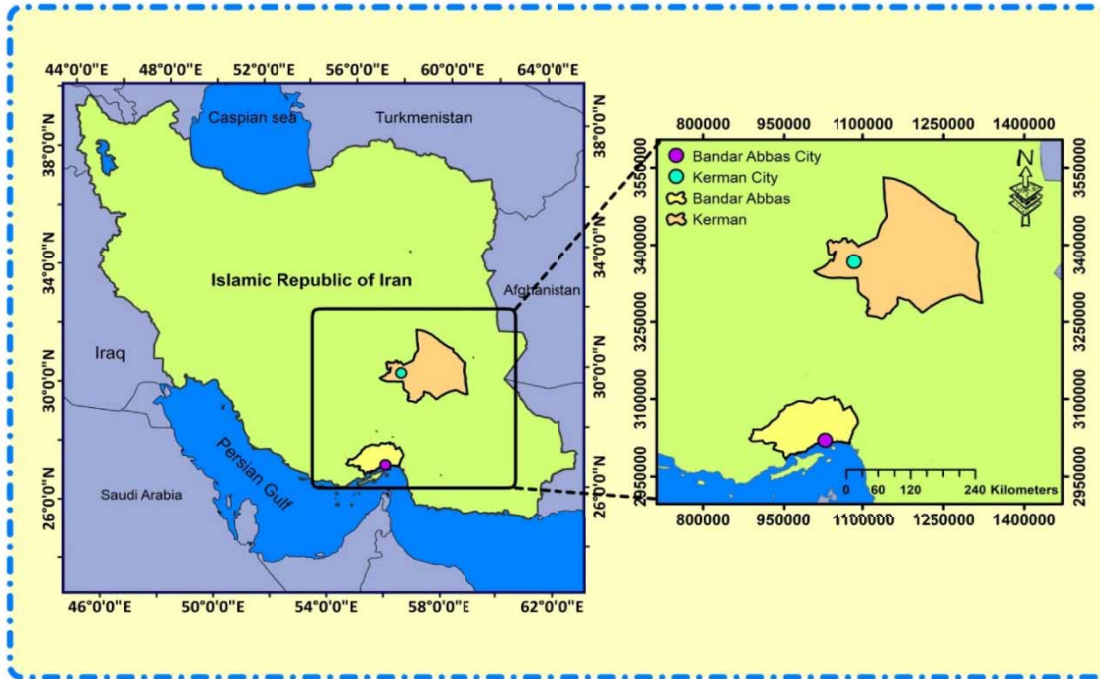 44°0'0"E 48°0'0"E 52°0'0"E 56°0'0"E 60°0'0"E 64°0'0"E
38°0'0"N
34°0'0"N
30°0'0"N
26°0'0"N
Caspian sea
Turkmenistan
Islamic Republic of Iran
Afghanistan
Iraq
Persian Gulf
Saudi Arabia
38°0'0"N
34°0'0"N
30°0'0"N
26°0'0"N
46°0'0"E 50°0'0"E 54°0'0"E 58°0'0"E 62°0'0"E
800000 950000 1100000 1250000 1400000
3550000
3400000
3250000
3100000
2950000
Bandar Abbas City
Kerman City
Bandar Abbas
Kerman
N
0 60 120 240 Kilometers
3550000
3400000
3250000
3100000
2950000
800000 950000 1100000 1250000 1400000